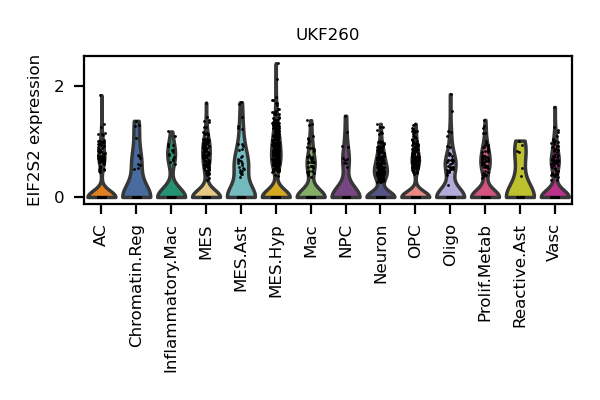 UKF260
EIF2S2 expression
2
0
AC
Chromatin.Reg
Inflammatory.Mac
MES
MES.Ast
MES.Hyp
Mac
NPC
Neuron
OPC
Oligo
Prolif.Metab
Reactive.Ast
Vasc